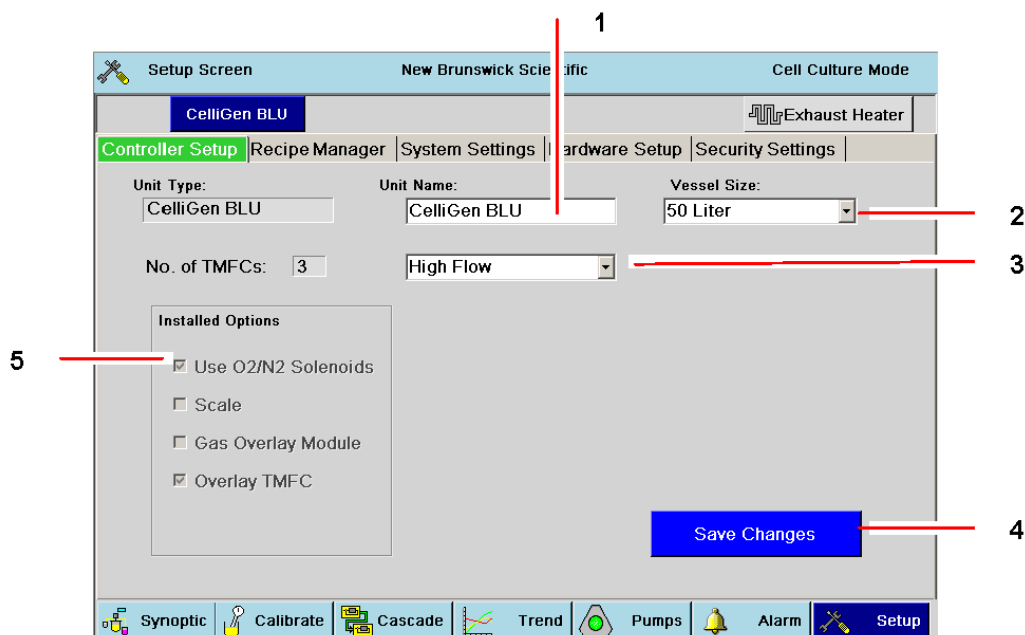 1
Setup Screen New Brunswick Scientific Cell Culture Mode
CelliGen BLU Exhaust Heater
Controller Setup Recipe Manager System Settings Hardware Setup Security Settings
Unit Type: Unit Name: Vessel Size:
CelliGen BLU CelliGen BLU 50 Liter 2
No. of TMFCs: 3 High Flow 3
Installed Options
5 Use O2/N2 Solenoids
Scale
Gas Overlay Module
Overlay TMFC
Save Changes 4
Synoptic Calibrate Cascade Trend Pumps Alarm Setup